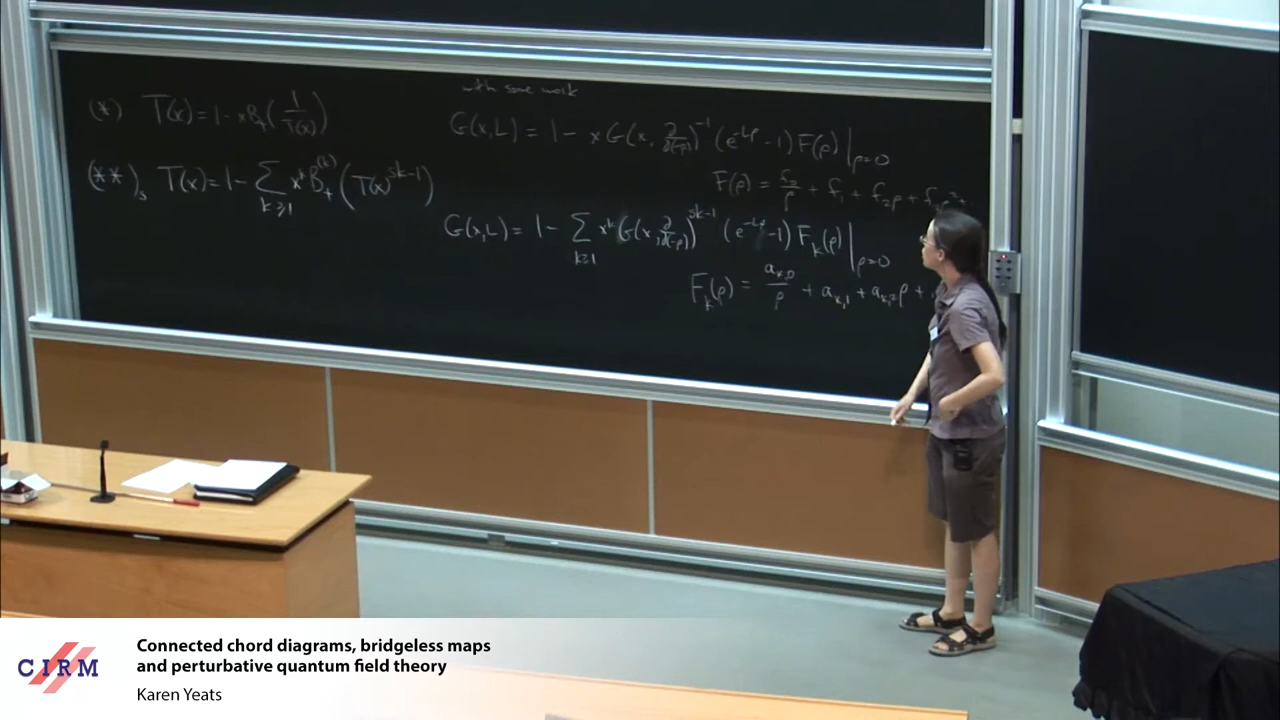 (*) T(x) = 1 - xB₊(1/T(x))
(**)ₛ T(x) = 1 - ∑_{k≥1} x^k B₊^{(k)} (T(x)^{sk-1})
with some work
G(x,L) = 1 - x G(x, ∂/∂(-ρ))^{-1} (e^{-Lρ} - 1) F(ρ) |_{ρ=0}
F(ρ) = f₀/ρ + f₁ + f₂ρ + f₃ρ² +
G(x,L) = 1 - ∑_{k≥1} x^k G(x, ∂/∂(-ρ))^{sk-1} (e^{-Lρ} - 1) F_k(ρ) |_{ρ=0}
F_k(ρ) = a_{k,0}/ρ + a_{k,1} + a_{k,2}ρ +
CIRM
Connected chord diagrams, bridgeless maps
and perturbative quantum field theory
Karen Yeats